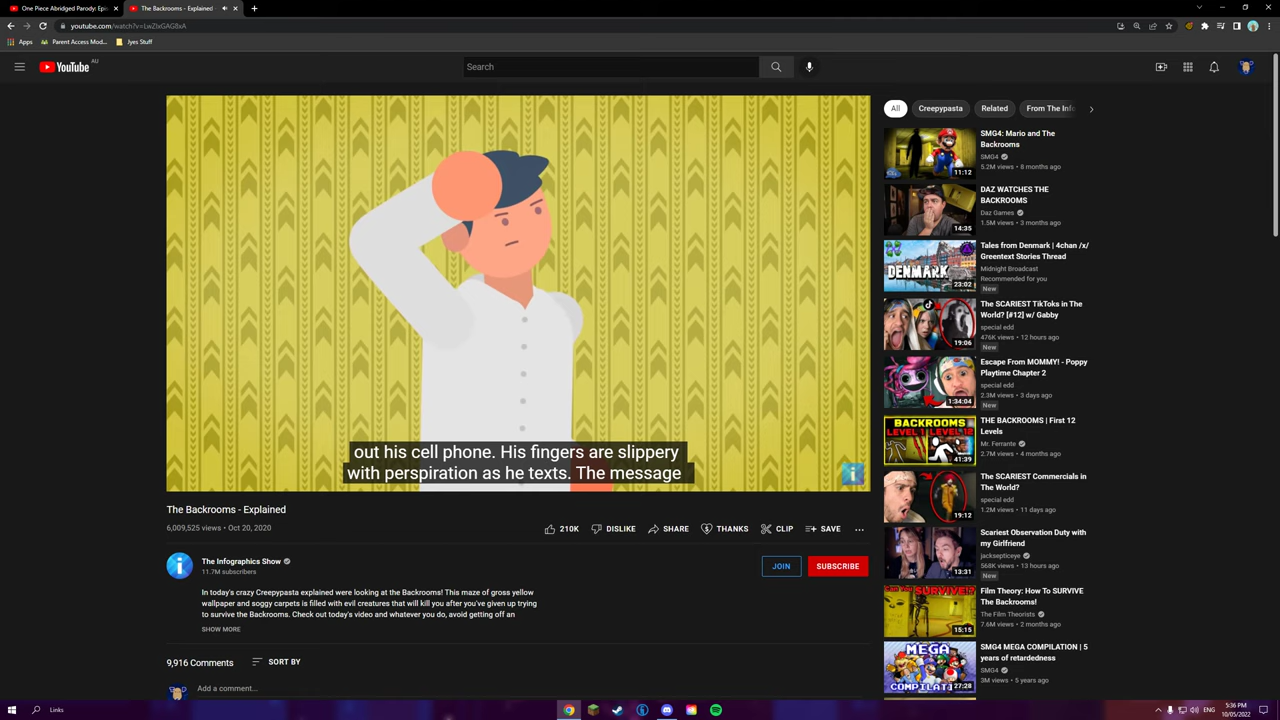 One Piece Abridged Parody: Epi
The Backrooms - Explained
youtube.com/watch?v=LwZIxGAG8xA
Apps
Parent Access Mod...
Jyes Stuff
YouTube
AU
Search
The Backrooms - Explained
out his cell phone. His fingers are slippery
with perspiration as he texts. The message
6,009,525 views • Oct 20, 2020
210K
DISLIKE
SHARE
THANKS
CLIP
SAVE
The Infographics Show
11.7M subscribers
JOIN
SUBSCRIBE
In today's crazy Creepypasta explained were looking at the Backrooms! This maze of gross yellow
wallpaper and soggy carpets is filled with evil creatures that will kill you after you've given up trying
to survive the Backrooms. Check out today's video and whatever you do, avoid getting off an
SHOW MORE
9,916 Comments
SORT BY
Add a comment...
All
Creepypasta
Related
From The Info
11:12
SMG4: Mario and The
Backrooms
SMG4
5.2M views • 8 months ago
14:35
DAZ WATCHES THE
BACKROOMS
Daz Games
1.5M views • 3 months ago
DENMARK
23:02
Tales from Denmark | 4chan /x/
Greentext Stories Thread
Midnight Broadcast
Recommended for you
New
19:06
The SCARIEST TikToks in The
World? [#12] w/ Gabby
special edd
476K views • 12 hours ago
New
1:34:04
Escape From MOMMY! - Poppy
Playtime Chapter 2
special edd
2.3M views • 3 days ago
New
BACKROOMS
LEVEL 1 LEVEL 12
41:39
THE BACKROOMS | First 12
Levels
Mr. Ferrante
2.7M views • 4 months ago
19:12
The SCARIEST Commercials in
The World?
special edd
1.2M views • 11 days ago
13:31
Scariest Observation Duty with
my Girlfriend
jacksepticeye
568K views • 13 hours ago
New
CAN YOU SURVIVE!?
15:15
Film Theory: How To SURVIVE
The Backrooms!
The Film Theorists
7.6M views • 2 months ago
MEGA
COMPILATION
27:28
SMG4 MEGA COMPILATION | 5
years of retardedness
SMG4
3M views • 5 years ago
Links
5:36 PM
10/05/2022